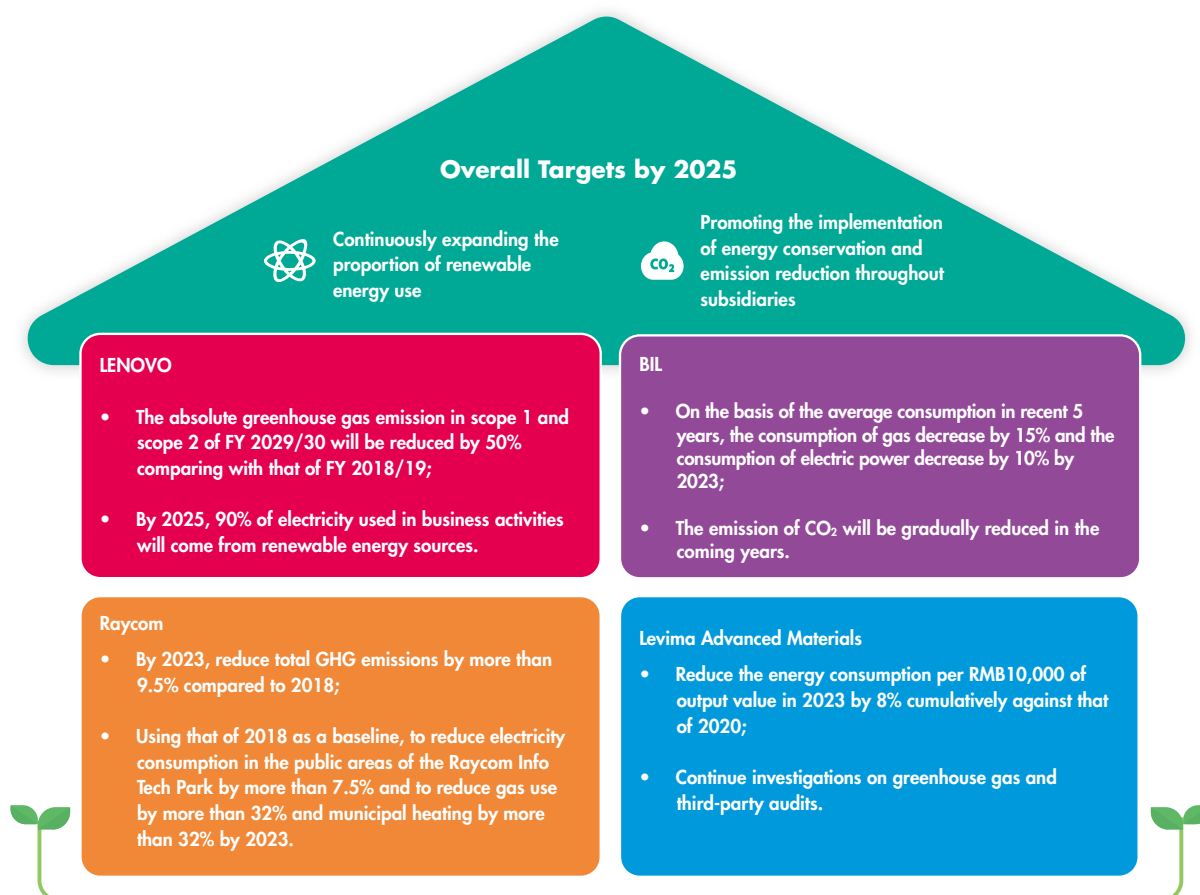 Overall Targets by 2025
Continuously expanding the
proportion of renewable
energy use
CO₂
Promoting the implementation
of energy conservation and
emission reduction throughout
subsidiaries
LENOVO
• The absolute greenhouse gas emission in scope 1 and
scope 2 of FY 2029/30 will be reduced by 50%
comparing with that of FY 2018/19;
• By 2025, 90% of electricity used in business activities
will come from renewable energy sources.
BIL
• On the basis of the average consumption in recent 5
years, the consumption of gas decrease by 15% and the
consumption of electric power decrease by 10% by
2023;
• The emission of CO₂ will be gradually reduced in the
coming years.
Raycom
• By 2023, reduce total GHG emissions by more than
9.5% compared to 2018;
• Using that of 2018 as a baseline, to reduce electricity
consumption in the public areas of the Raycom Info
Tech Park by more than 7.5% and to reduce gas use
by more than 32% and municipal heating by more
than 32% by 2023.
Levima Advanced Materials
• Reduce the energy consumption per RMB10,000 of
output value in 2023 by 8% cumulatively against that
of 2020;
• Continue investigations on greenhouse gas and
third-party audits.